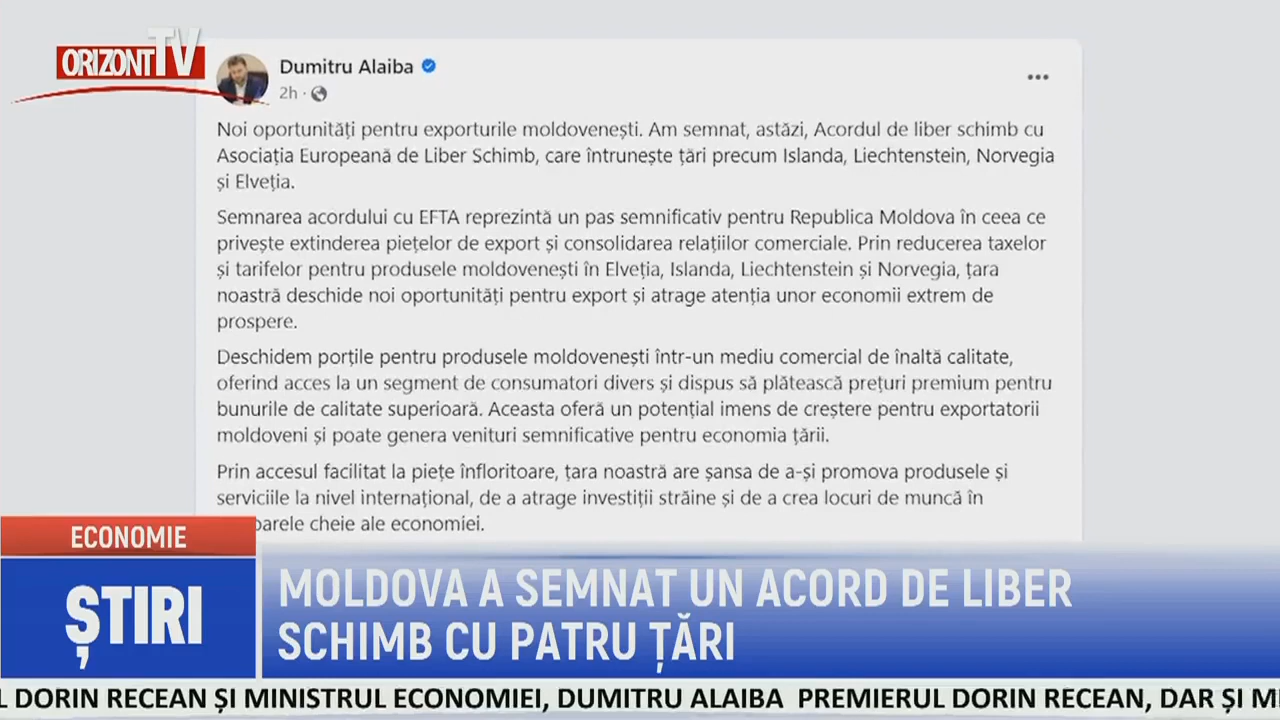 ORIZONT TV
Dumitru Alaiba
2h
Noi oportunități pentru exporturile moldovenești. Am semnat, astăzi, Acordul de liber schimb cu
Asociația Europeană de Liber Schimb, care întrunește țări precum Islanda, Liechtenstein, Norvegia
și Elveția.
Semnarea acordului cu EFTA reprezintă un pas semnificativ pentru Republica Moldova în ceea ce
privește extinderea piețelor de export și consolidarea relațiilor comerciale. Prin reducerea taxelor
și tarifelor pentru produsele moldovenești în Elveția, Islanda, Liechtenstein și Norvegia, țara
noastră deschide noi oportunități pentru export și atrage atenția unor economii extrem de
prospere.
Deschidem porțile pentru produsele moldovenești într-un mediu comercial de înaltă calitate,
oferind acces la un segment de consumatori divers și dispus să plătească prețuri premium pentru
bunurile de calitate superioară. Aceasta oferă un potențial imens de creștere pentru exportatorii
moldoveni și poate genera venituri semnificative pentru economia țării.
Prin accesul facilitat la piețe înfloritoare, țara noastră are șansa de a-și promova produsele și
serviciile la nivel internațional, de a atrage investiții străine și de a crea locuri de muncă în
cheie ale economiei.
ECONOMIE
ȘTIRI
MOLDOVA A SEMNAT UN ACORD DE LIBER
SCHIMB CU PATRU ȚĂRI
DORIN RECEAN ȘI MINISTRUL ECONOMIEI, DUMITRU ALAIBA PREMIERUL DORIN RECEAN, DAR ȘI